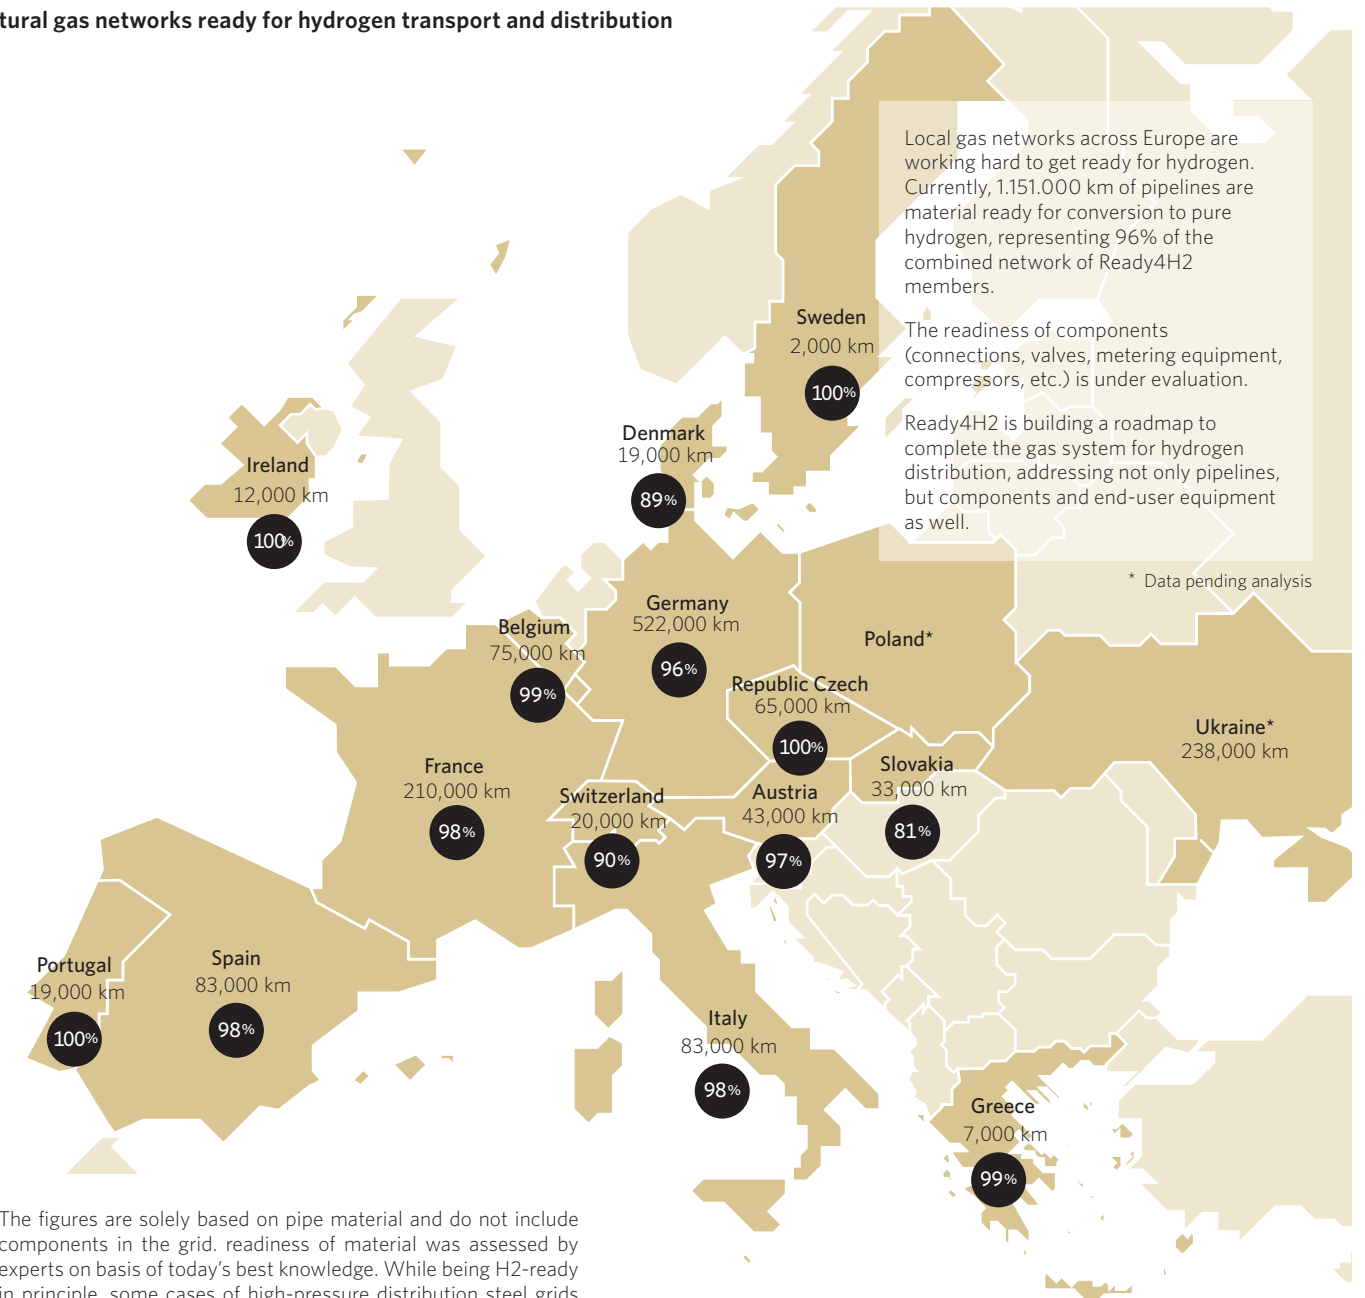 tural gas networks ready for hydrogen transport and distribution
Local gas networks across Europe are
working hard to get ready for hydrogen.
Currently, 1.151.000 km of pipelines are
material ready for conversion to pure
hydrogen, representing 96% of the
combined network of Ready4H2
members.
The readiness of components
(connections, valves, metering equipment,
compressors, etc.) is under evaluation.
Ready4H2 is building a roadmap to
complete the gas system for hydrogen
distribution, addressing not only pipelines,
but components and end-user equipment
as well.
* Data pending analysis
Sweden
2,000 km
100%
Denmark
19,000 km
89%
Ireland
12,000 km
100%
Germany
522,000 km
96%
Belgium
75,000 km
99%
Poland*
Republic Czech
65,000 km
100%
Ukraine*
238,000 km
Slovakia
33,000 km
81%
France
210,000 km
98%
Switzerland
20,000 km
90%
Austria
43,000 km
97%
Portugal
19,000 km
100%
Spain
83,000 km
98%
Italy
83,000 km
98%
Greece
7,000 km
99%
The figures are solely based on pipe material and do not include
components in the grid. readiness of material was assessed by
experts on basis of today's best knowledge. While being H2-ready
in principle, some cases of high-pressure distribution steel grids